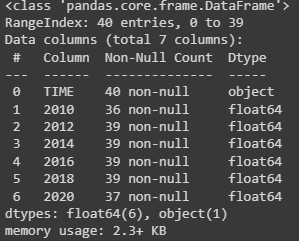 <class 'pandas.core.frame.DataFrame'>
RangeIndex: 40 entries, 0 to 39
Data columns (total 7 columns):
 #   Column  Non-Null Count  Dtype
---  ------  --------------  -----
 0   TIME    40 non-null     object
 1   2010    36 non-null     float64
 2   2012    39 non-null     float64
 3   2014    39 non-null     float64
 4   2016    39 non-null     float64
 5   2018    39 non-null     float64
 6   2020    37 non-null     float64
dtypes: float64(6), object(1)
memory usage: 2.3+ KB